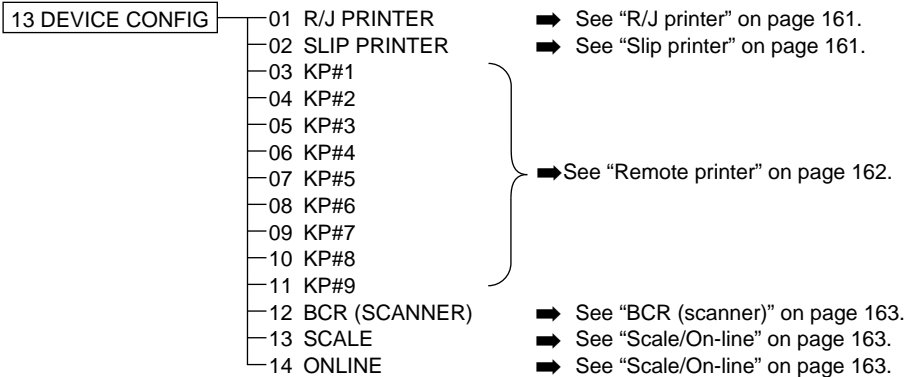 13 DEVICE CONFIG 01 R/J PRINTER ➡ See “R/J printer” on page 161.
02 SLIP PRINTER ➡ See “Slip printer” on page 161.
03 KP#1
04 KP#2
05 KP#3
06 KP#4
07 KP#5 ➡See “Remote printer” on page 162.
08 KP#6
09 KP#7
10 KP#8
11 KP#9
12 BCR (SCANNER) ➡ See “BCR (scanner)” on page 163.
13 SCALE ➡ See “Scale/On-line” on page 163.
14 ONLINE ➡ See “Scale/On-line” on page 163.